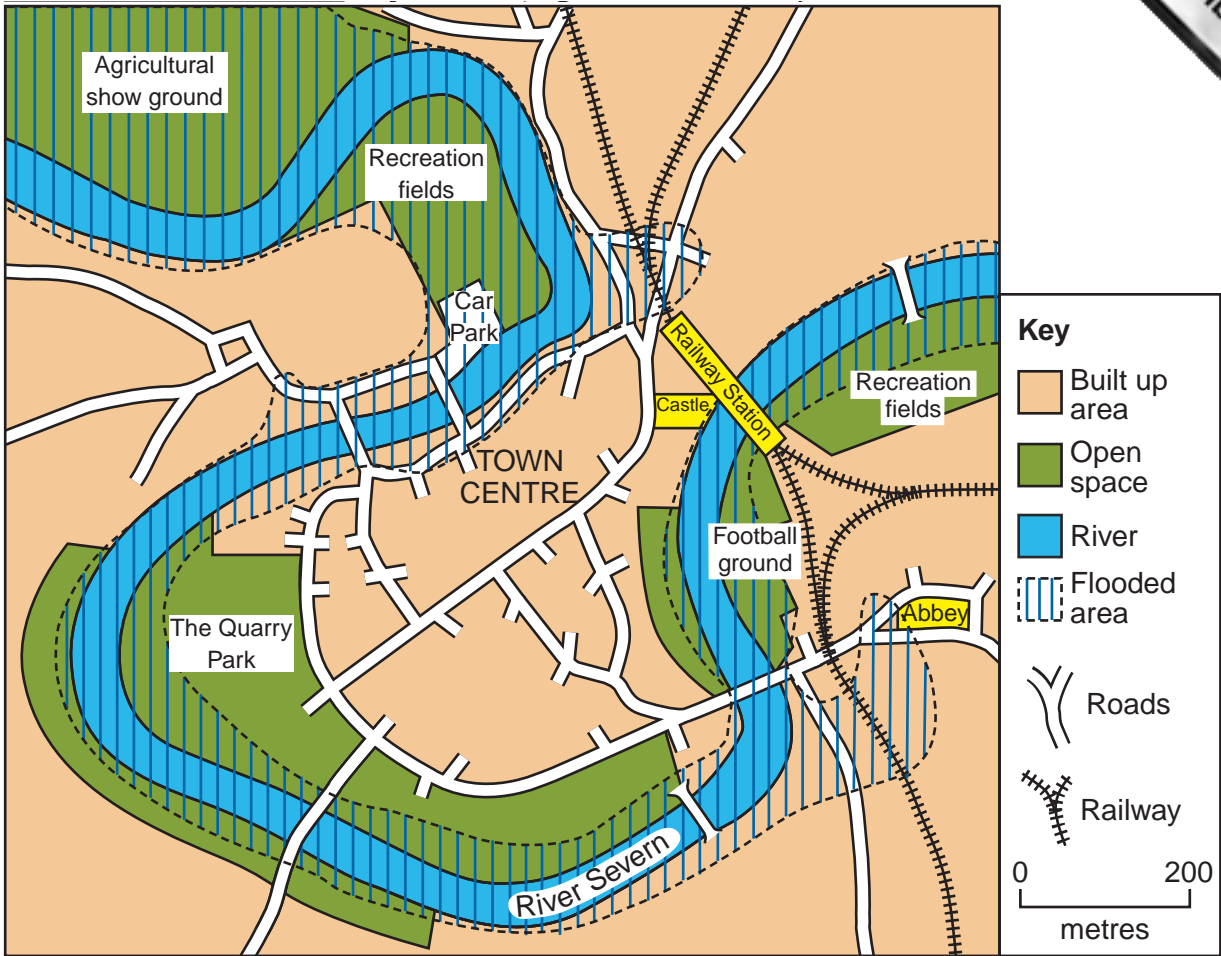 Agricultural
show ground
Recreation
fields
Car
Park
Railway Station
Castle
Recreation
fields
TOWN
CENTRE
Football
ground
Abbey
The Quarry
Park
River Severn
Key
Built up
area
Open
space
River
Flooded
area
Roads
Railway
0 200
metres